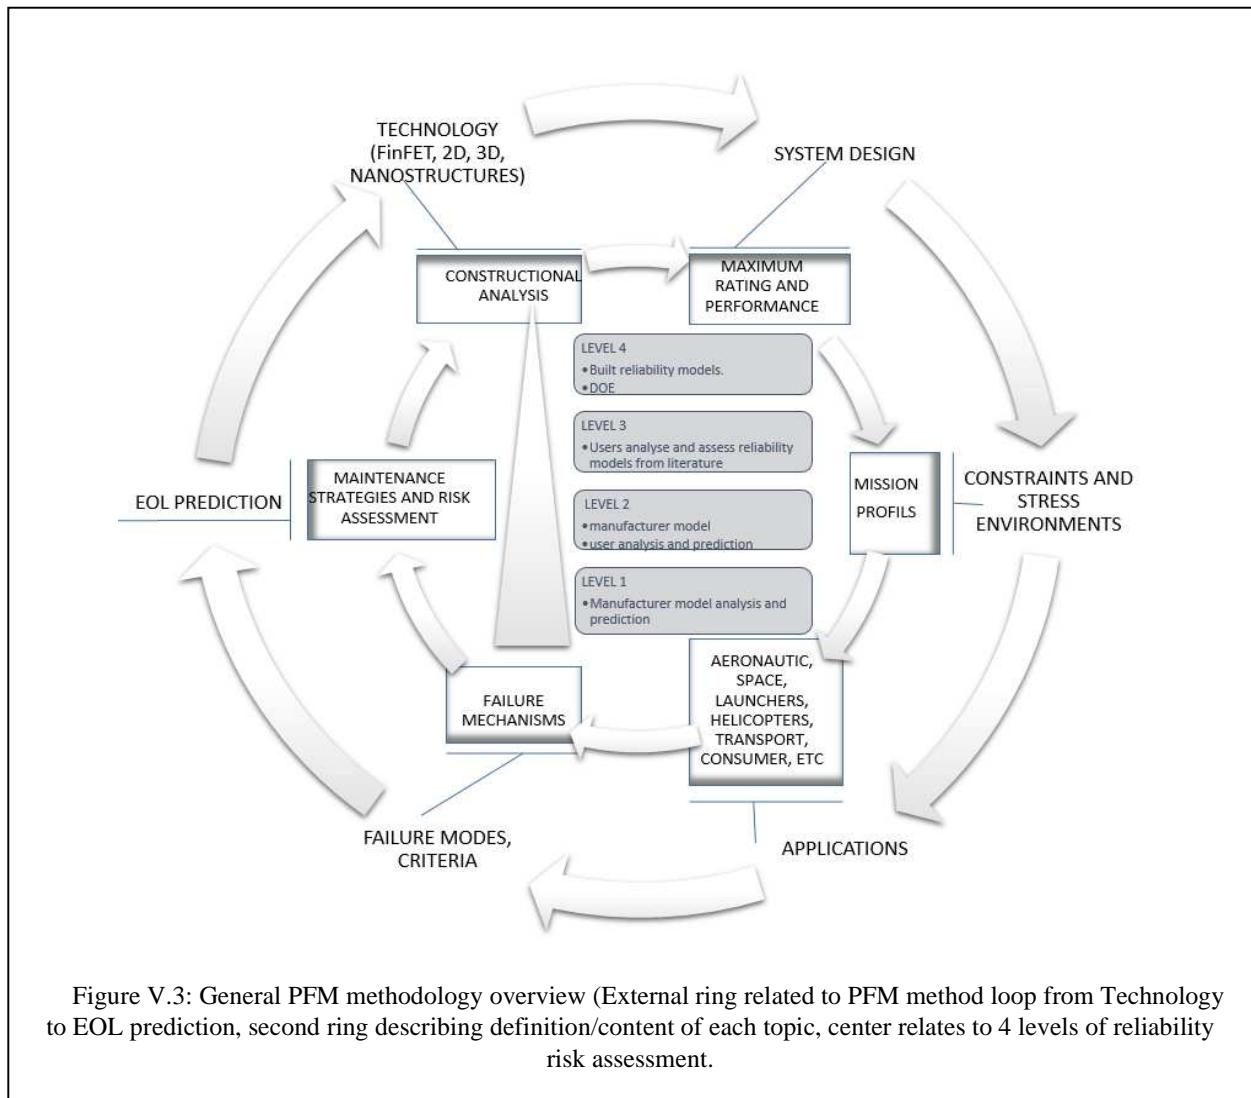 TECHNOLOGY
(FinFET, 2D, 3D,
NANOSTRUCTURES)
SYSTEM DESIGN
CONSTRUCTIONAL
ANALYSIS
MAXIMUM
RATING AND
PERFORMANCE
LEVEL 4
•Built reliability models.
•DOE
LEVEL 3
•Users analyse and assess reliability
models from literature
LEVEL 2
•manufacturer model
•user analysis and prediction
LEVEL 1
•Manufacturer model analysis and
prediction
MISSION
PROFILS
CONSTRAINTS AND
STRESS
ENVIRONMENTS
EOL PREDICTION
MAINTENANCE
STRATEGIES AND RISK
ASSESSMENT
AERONAUTIC,
SPACE,
LAUNCHERS,
HELICOPTERS,
TRANSPORT,
CONSUMER, ETC
FAILURE
MECHANISMS
FAILURE MODES,
CRITERIA
APPLICATIONS
Figure V.3: General PFM methodology overview (External ring related to PFM method loop from Technology
to EOL prediction, second ring describing definition/content of each topic, center relates to 4 levels of reliability
risk assessment.